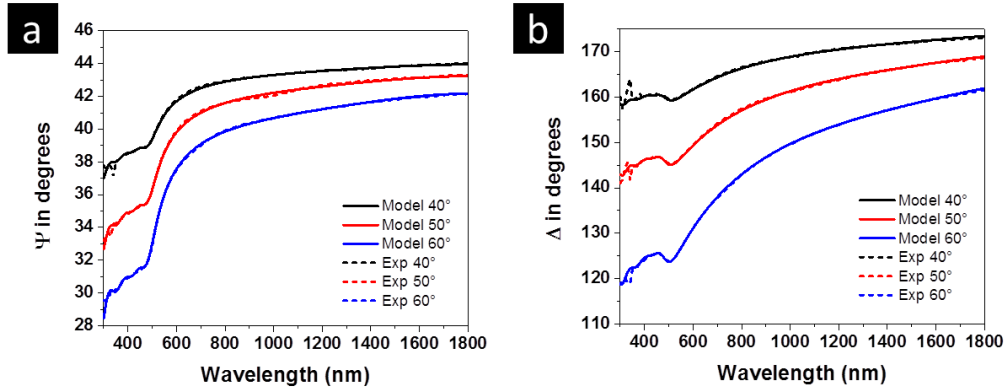 a
46
44
42
40
38
36
34
32
30
28
Ψ in degrees
Model 40°
Model 50°
Model 60°
Exp 40°
Exp 50°
Exp 60°
400 600 800 1000 1200 1400 1600 1800
Wavelength (nm)
b
170
160
150
140
130
120
110
Δ in degrees
Model 40°
Model 50°
Model 60°
Exp 40°
Exp 50°
Exp 60°
400 600 800 1000 1200 1400 1600 1800
Wavelength (nm)